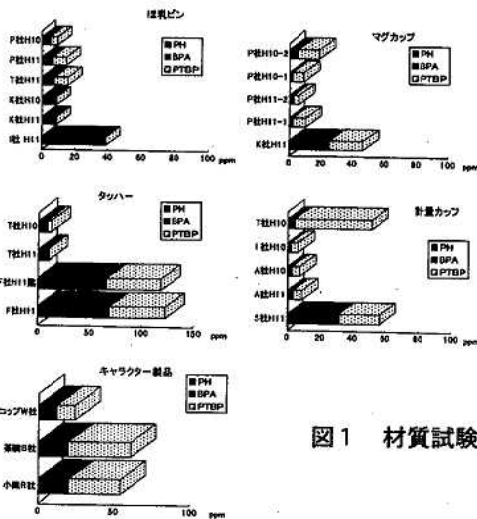 ほ乳ビン
P社H10
P社H11
T社H11
K社H10
K社H11
I社 H11
0 20 40 60 80 100 ppm
■PH
■BPA
□PTBP
マグカップ
P社H10-2
P社H10-1
P社H11-2
P社H11-1
K社H11
0 20 40 60 80 100 ppm
■PH
■BPA
□PTBP
タッパー
T社H10
T社H11
F社H11
F社H11
0 50 100 150 ppm
■PH
■BPA
□PTBP
計量カップ
T社H10
I社H10
A社H10
A社H11
S社H11
0 20 40 60 80 100 ppm
■PH
■BPA
□PTBP
キャラクター製品
コップW社
茶碗B社
小皿R社
0 50 100 ppm
■PH
■BPA
□PTBP
図1 材質試験